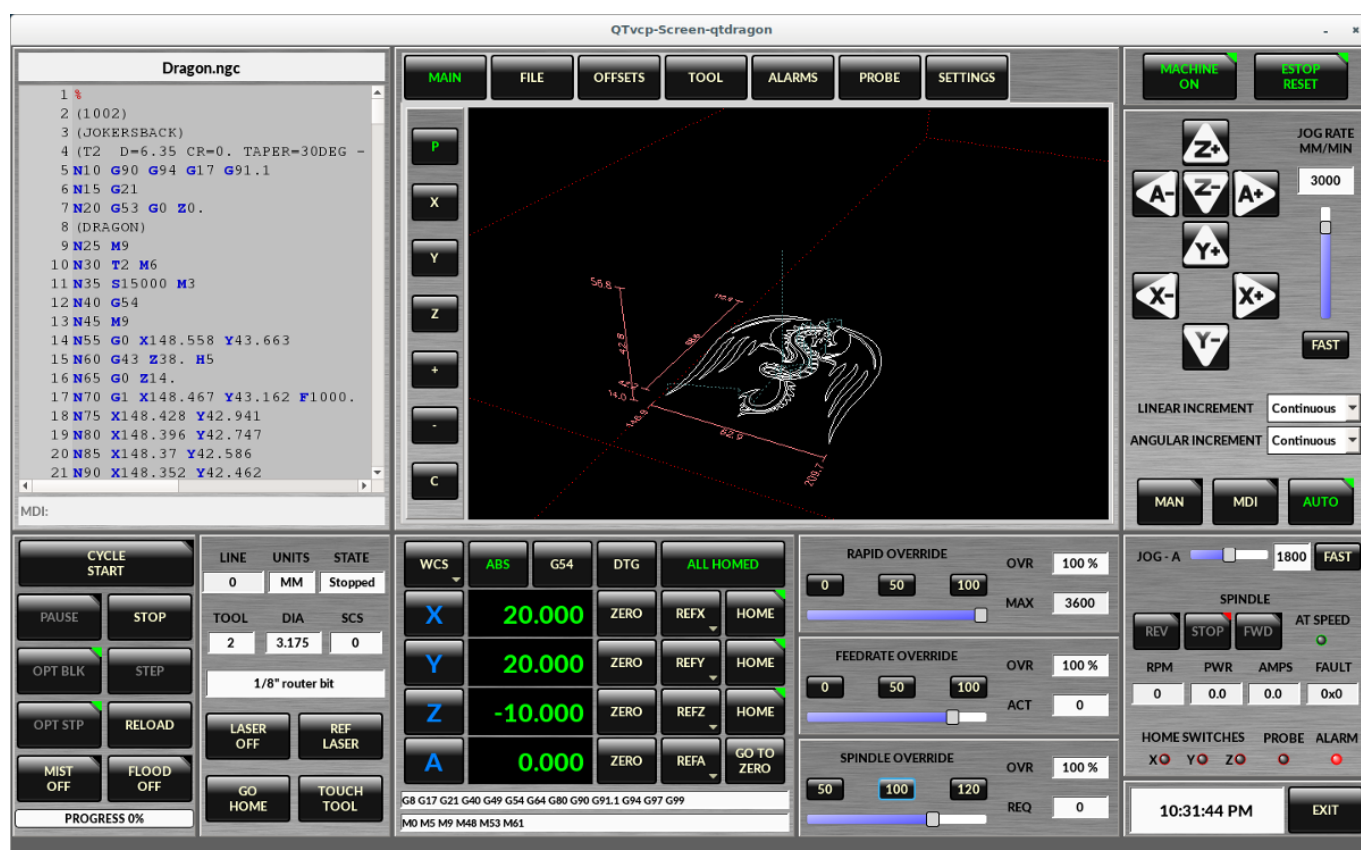 QTvcp-Screen-qtdragon
Dragon.ngc
1 %
2 (1002)
3 (JOKERSBACK)
4 (T2 D=6.35 CR=0. TAPER=30DEG -
5 N10 G90 G94 G17 G91.1
6 N15 G21
7 N20 G53 G0 Z0.
8 (DRAGON)
9 N25 M9
10 N30 T2 M6
11 N35 S15000 M3
12 N40 G54
13 N45 M9
14 N55 G0 X148.558 Y43.663
15 N60 G43 Z38. H5
16 N65 G0 Z14.
17 N70 G1 X148.467 Y43.162 F1000.
18 N75 X148.428 Y42.941
19 N80 X148.396 Y42.747
20 N85 X148.37 Y42.586
21 N90 X148.352 Y42.462
MDI:
MAIN FILE OFFSETS TOOL ALARMS PROBE SETTINGS
P
X
Y
Z
+
-
C
56.8
42.8
14.0
146.9
62.9
209.7
MACHINE ON
ESTOP RESET
JOG RATE
MM/MIN
3000
Z+
A- Z- A+
Y+
X- X+
Y-
FAST
LINEAR INCREMENT Continuous
ANGULAR INCREMENT Continuous
MAN MDI AUTO
CYCLE START
PAUSE STOP
OPT BLK STEP
OPT STP RELOAD
MIST OFF
FLOOD OFF
PROGRESS 0%
LINE UNITS STATE
0 MM Stopped
TOOL DIA SCS
2 3.175 0
1/8" router bit
LASER OFF
REF LASER
GO HOME
TOUCH TOOL
WCS ABS G54 DTG ALL HOMED
X 20.000 ZERO REFX HOME
Y 20.000 ZERO REFY HOME
Z -10.000 ZERO REFZ HOME
A 0.000 ZERO REFA GO TO ZERO
G8 G17 G21 G40 G49 G54 G64 G80 G90 G91.1 G94 G97 G99
M0 M5 M9 M48 M53 M61
RAPID OVERRIDE OVR 100 %
0 50 100
MAX 3600
FEEDRATE OVERRIDE OVR 100 %
0 50 100
ACT 0
SPINDLE OVERRIDE OVR 100 %
50 100 120
REQ 0
JOG - A 1800 FAST
SPINDLE
REV STOP FWD AT SPEED
RPM PWR AMPS FAULT
0 0.0 0.0 0x0
HOME SWITCHES PROBE ALARM
X Y Z
10:31:44 PM EXIT